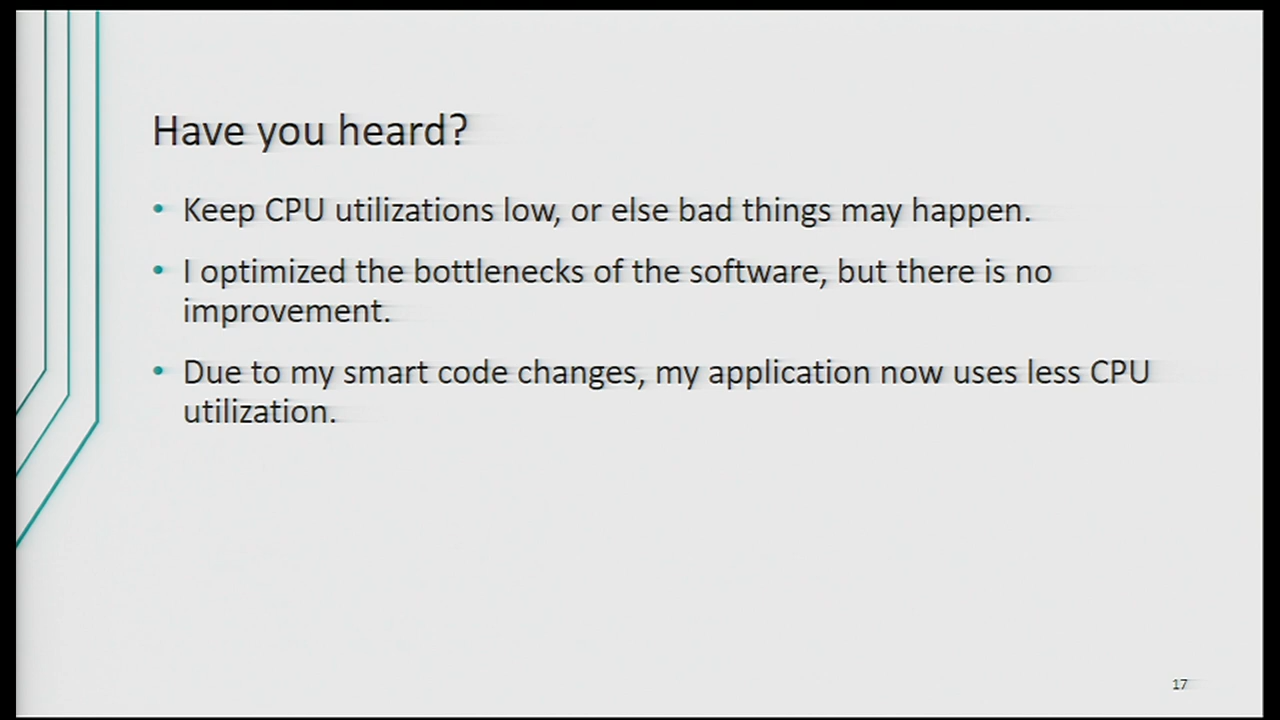 Have you heard?
• Keep CPU utilizations low, or else bad things may happen.
• I optimized the bottlenecks of the software, but there is no
improvement.
• Due to my smart code changes, my application now uses less CPU
utilization.
17